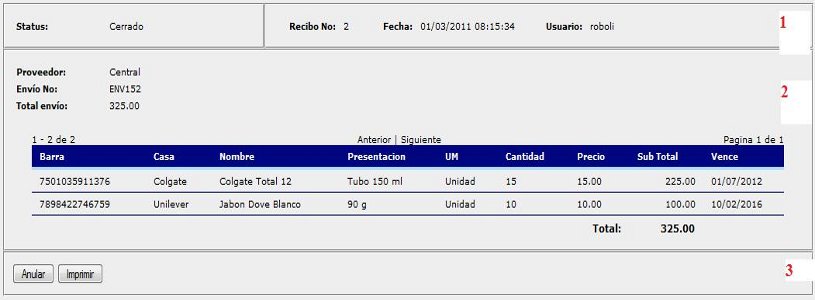 Status: Cerrado Recibo No: 2 Fecha: 01/03/2011 08:15:34 Usuario: roboli 1
Proveedor: Central
Envío No: ENV152 2
Total envío: 325.00
1 - 2 de 2 Anterior | Siguiente Pagina 1 de 1
Barra Casa Nombre Presentacion UM Cantidad Precio Sub Total Vence
7501035911376 Colgate Colgate Total 12 Tubo 150 ml Unidad 15 15.00 225.00 01/07/2012
7898422746759 Unilever Jabon Dove Blanco 90 g Unidad 10 10.00 100.00 10/02/2016
Total: 325.00
Anular Imprimir 3